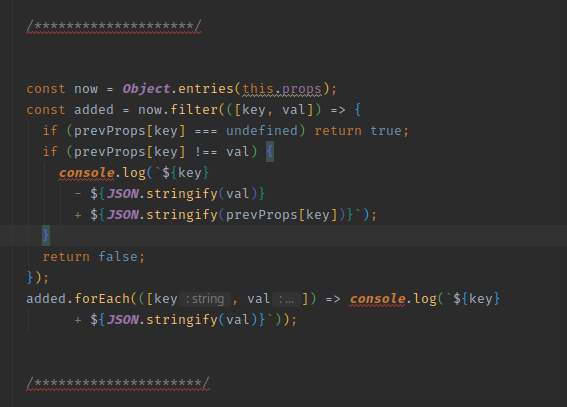 /********************/
const now = Object.entries(this.props);
const added = now.filter(([key, val]) => {
  if (prevProps[key] === undefined) return true;
  if (prevProps[key] !== val) {
    console.log(`${key}
      - ${JSON.stringify(val)}
      + ${JSON.stringify(prevProps[key])}`);
  }
  return false;
});
added.forEach(([key : string , val : ... ]) => console.log(`${key}
      + ${JSON.stringify(val)}`));
/*********************/